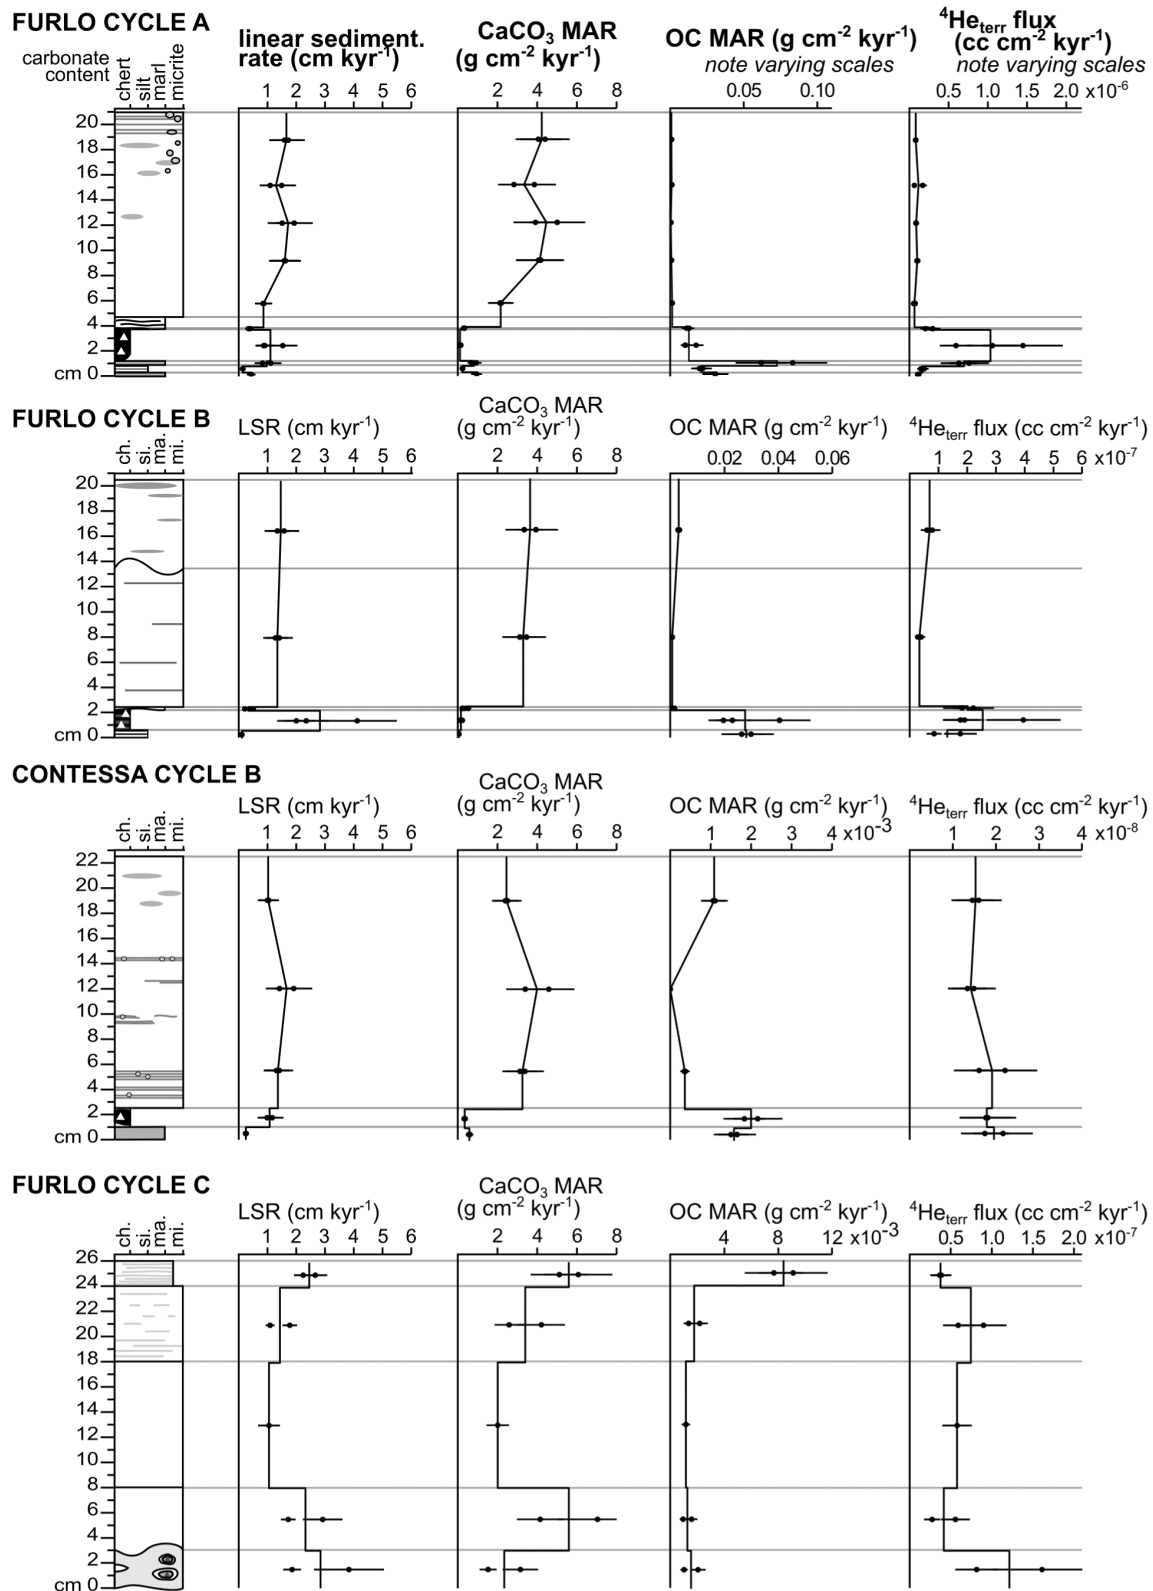 FURLO CYCLE A
carbonate content
chert silt marl micrite
linear sediment. rate (cm kyr⁻¹)
CaCO₃ MAR (g cm⁻² kyr⁻¹)
OC MAR (g cm⁻² kyr⁻¹)
note varying scales
⁴Heterr flux (cc cm⁻² kyr⁻¹)
note varying scales
1 2 3 4 5 6
2 4 6 8
0.05 0.10
0.5 1.0 2.0 x10⁻⁶
20
18
16
14
12
10
8
6
4
2
cm 0
FURLO CYCLE B
ch. si. ma. mi.
LSR (cm kyr⁻¹)
CaCO₃ MAR
(g cm⁻² kyr⁻¹)
OC MAR (g cm⁻² kyr⁻¹)
⁴Heterr flux (cc cm⁻² kyr⁻¹)
1 2 3 4 5 6
2 4 6 8
0.02 0.04 0.06
1 2 3 4 5 6 x10⁻⁷
20
18
16
14
12
10
8
6
4
2
cm 0
CONTESSA CYCLE B
ch. si. ma. mi.
LSR (cm kyr⁻¹)
CaCO₃ MAR
(g cm⁻² kyr⁻¹)
OC MAR (g cm⁻² kyr⁻¹)
⁴Heterr flux (cc cm⁻² kyr⁻¹)
1 2 3 4 5 6
2 4 6 8
1 2 3 4 x10⁻³
1 2 3 4 x10⁻⁸
22
20
18
14
12
10
8
6
4
2
cm 0
FURLO CYCLE C
ch. si. ma. mi.
LSR (cm kyr⁻¹)
CaCO₃ MAR
(g cm⁻² kyr⁻¹)
OC MAR (g cm⁻² kyr⁻¹)
⁴Heterr flux (cc cm⁻² kyr⁻¹)
1 2 3 4 5 6
2 4 6 8
4 8 12 x10⁻³
0.5 1.0 2.0 x10⁻⁷
26
24
22
20
18
14
12
10
8
6
4
2
cm 0